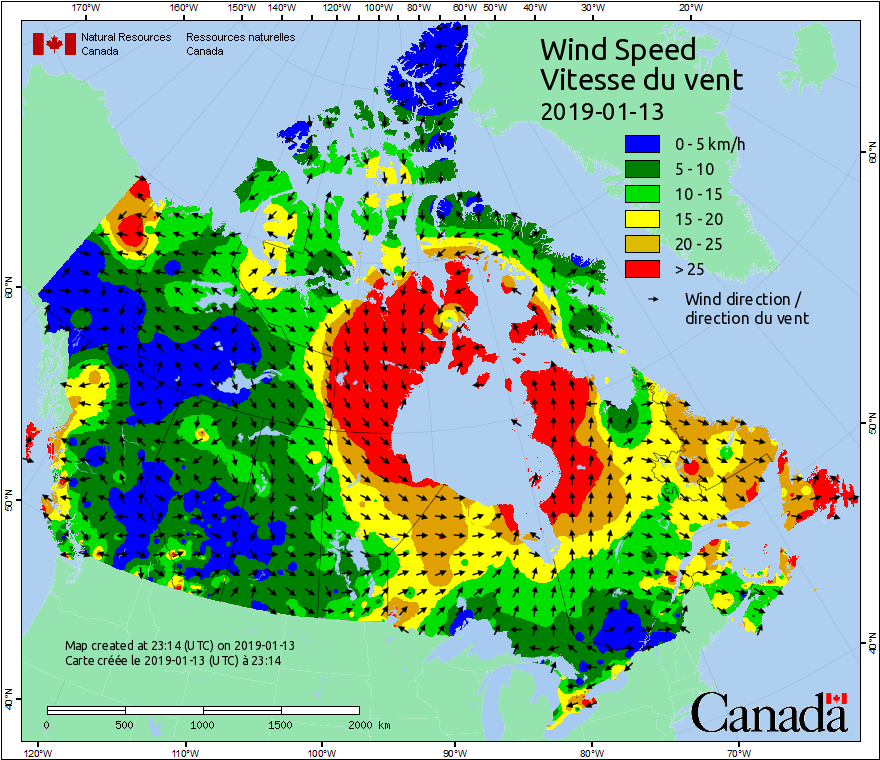 170°W 160°W 150°W 140°W 130°W 120°W 110°W 100°W 80°W 70°W 60°W 50°W 40°W 30°W 20°W
Natural Resources Ressources naturelles
Canada Canada
Wind Speed
Vitesse du vent
2019-01-13
0 - 5 km/h
5 - 10
10 - 15
15 - 20
20 - 25
> 25
Wind direction /
direction du vent
60°N
60°N
50°N
50°N
40°N
40°N
Map created at 23:14 (UTC) on 2019-01-13
Carte créée le 2019-01-13 (UTC) à 23:14
0 500 1000 1500 2000 km
Canada
120°W 110°W 100°W 90°W 80°W 70°W